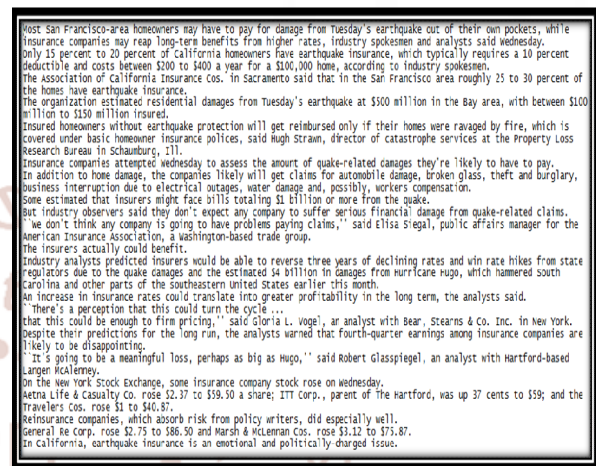 Most San Francisco-area homeowners may have to pay for damage from Tuesday's earthquake out of their own pockets, while
insurance companies may reap long-term benefits from higher rates, industry spokesmen and analysts said Wednesday.
Only 15 percent to 20 percent of California homeowners have earthquake insurance, which typically requires a 10 percent
deductible and costs between $200 to $400 a year for a $100,000 home, according to industry spokesmen.
The Association of California Insurance Cos. in Sacramento said that in the San Francisco area roughly 25 to 30 percent of
the homes have earthquake insurance.
The organization estimated residential damages from Tuesday's earthquake at $500 million in the Bay area, with between $100
million to $150 million insured.
Insured homeowners without earthquake protection will get reimbursed only if their homes were ravaged by fire, which is
covered under basic homeowner insurance polices, said Hugh Strawn, director of catastrophe services at the Property Loss
Research Bureau in Schaumburg, Ill.
Insurance companies attempted Wednesday to assess the amount of quake-related damages they're likely to have to pay.
In addition to home damage, the companies likely will get claims for automobile damage, broken glass, theft and burglary,
business interruption due to electrical outages, water damage and, possibly, workers compensation.
Some estimated that insurers might face bills totaling $1 billion or more from the quake.
But industry observers said they don't expect any company to suffer serious financial damage from quake-related claims.
``We don't think any company is going to have problems paying claims,'' said Elisa Siegal, public affairs manager for the
American Insurance Association, a Washington-based trade group.
The insurers actually could benefit.
Industry analysts predicted insurers would be able to reverse three years of declining rates and win rate hikes from state
regulators due to the quake damages and the estimated $4 billion in damages from Hurricane Hugo, which hammered South
Carolina and other parts of the southeastern United States earlier this month.
An increase in insurance rates could translate into greater profitability in the long term, the analysts said.
``There's a perception that this could turn the cycle ...
that this could be enough to firm pricing,'' said Gloria L. Vogel, an analyst with Bear, Stearns & Co. Inc. in New York.
Despite their predictions for the long run, the analysts warned that fourth-quarter earnings among insurance companies are
likely to be disappointing.
``It's going to be a meaningful loss, perhaps as big as Hugo,'' said Robert Glasspiegel, an analyst with Hartford-based
Langen McAlenney.
On the New York Stock Exchange, some insurance company stock rose on Wednesday.
Aetna Life & Casualty Co. rose $2.37 to $59.50 a share; ITT Corp., parent of The Hartford, was up 37 cents to $59; and the
Travelers Cos. rose $1 to $40.87.
Reinsurance companies, which absorb risk from policy writers, did especially well.
General Re Corp. rose $2.75 to $86.50 and Marsh & McLennan Cos. rose $3.12 to $75.87.
In California, earthquake insurance is an emotional and politically-charged issue.